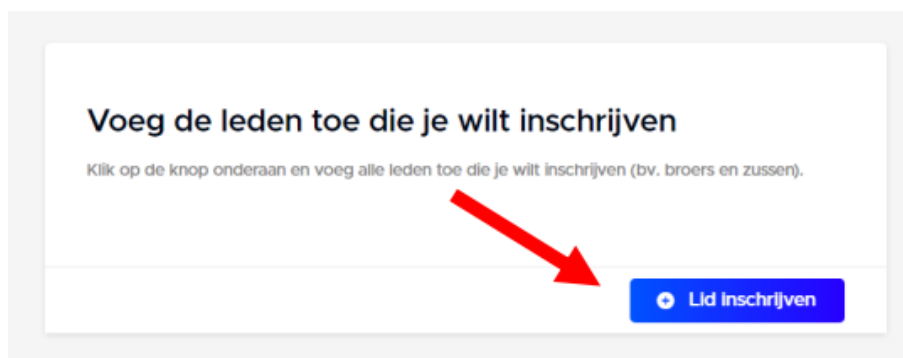 Voeg de leden toe die je wilt inschrijven
Klik op de knop onderaan en voeg alle leden toe die je wilt inschrijven (bv. broers en zussen).
Lid inschrijven